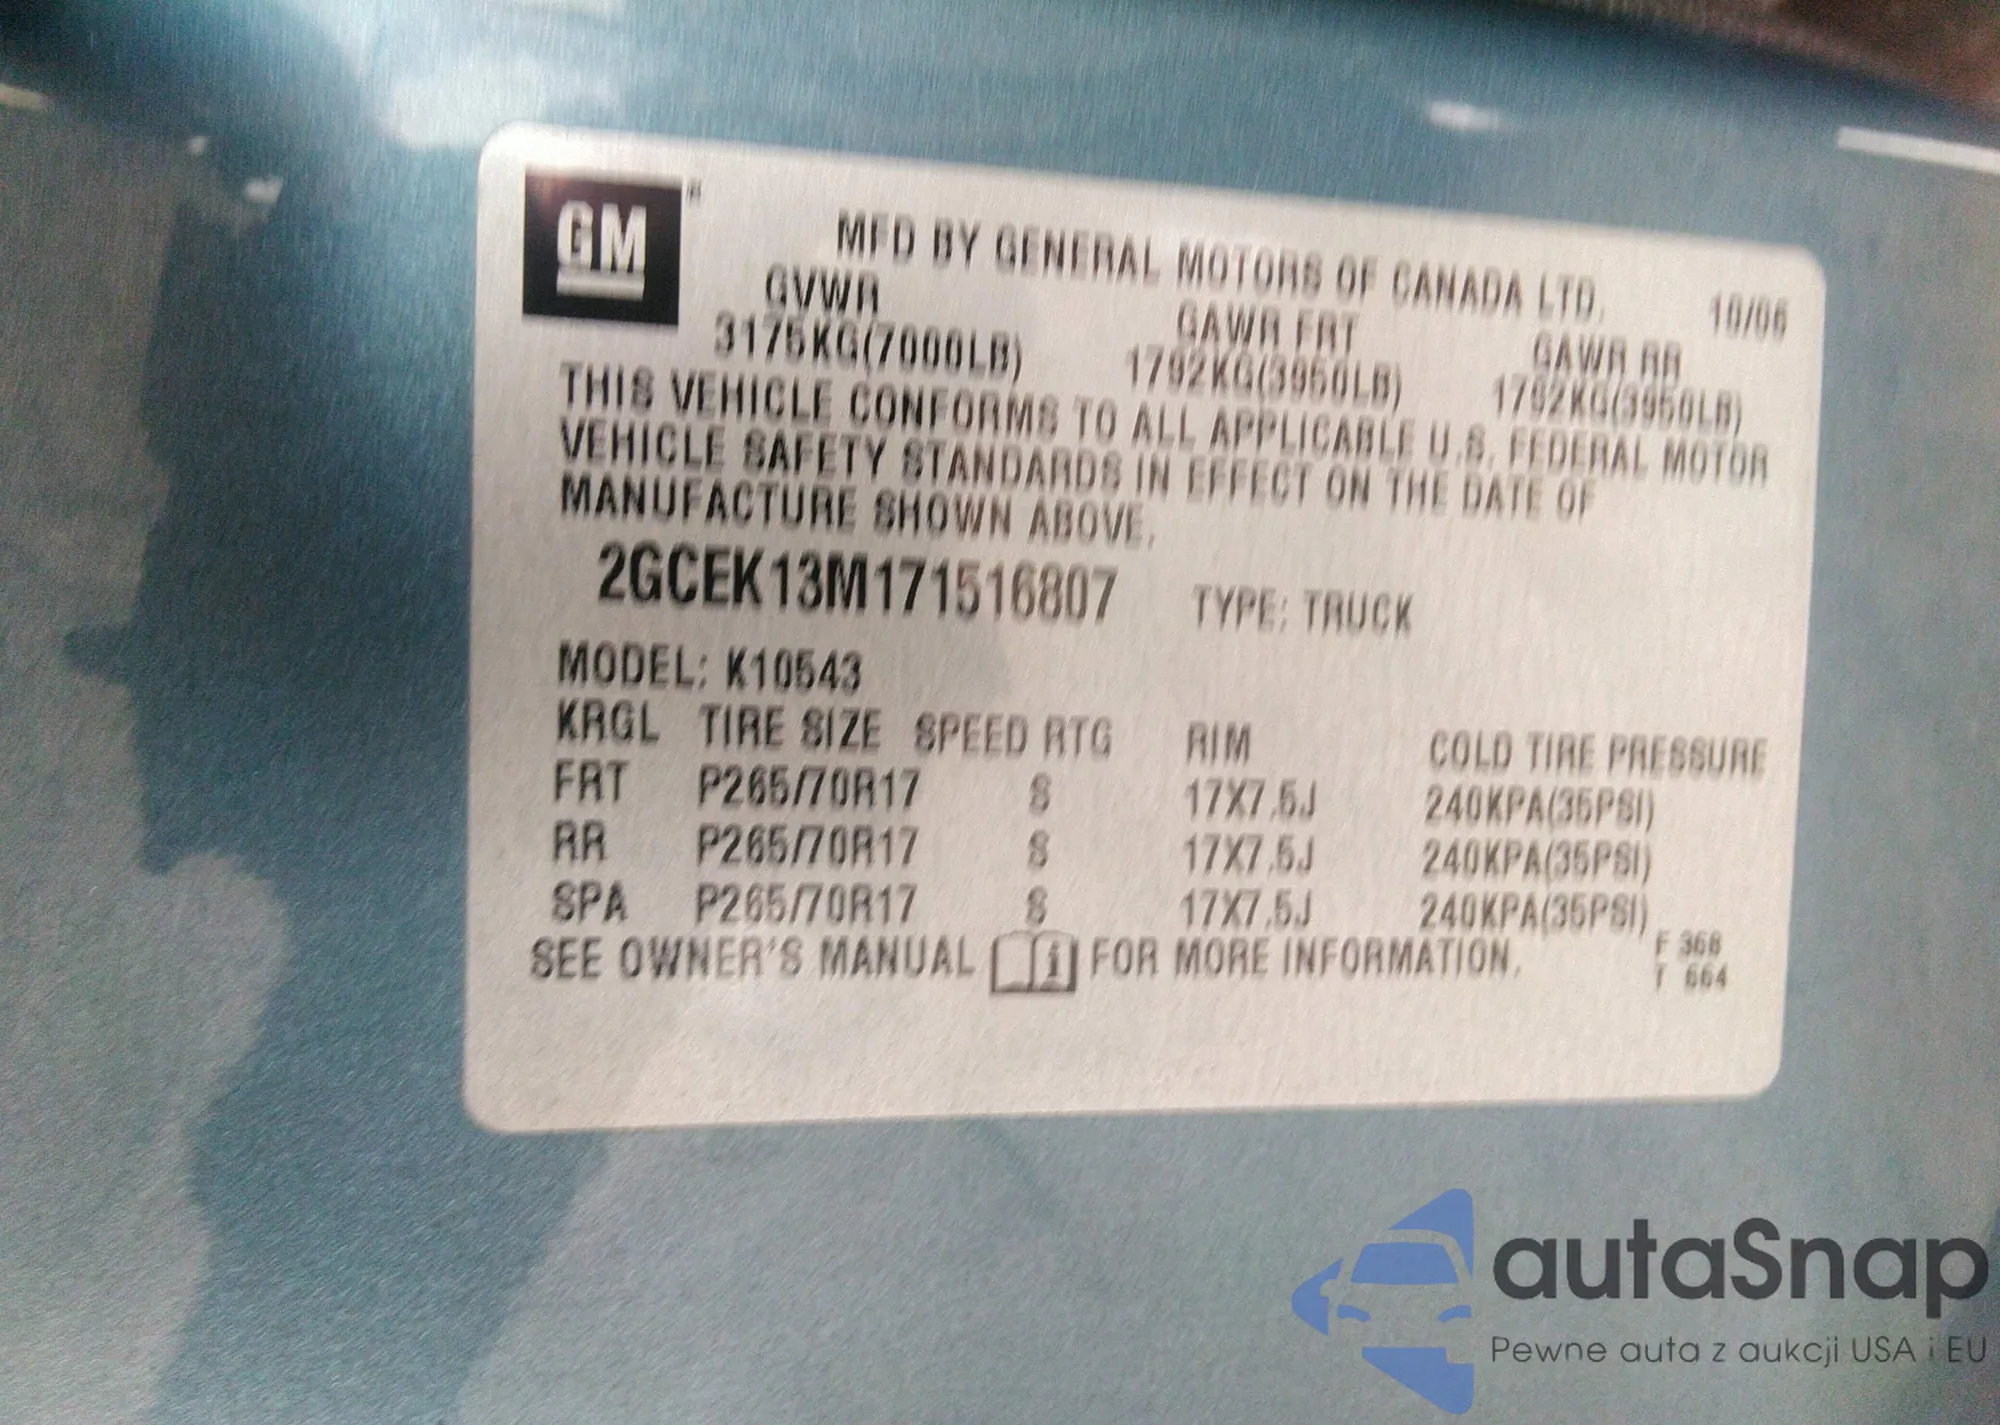 GM
MFD BY GENERAL MOTORS OF CANADA LTD.
10/06
GVWR GAWR FRT GAWR RR
3175KG(7000LB) 1792KG(3950LB) 1792KG(3950LB)
THIS VEHICLE CONFORMS TO ALL APPLICABLE U.S. FEDERAL MOTOR
VEHICLE SAFETY STANDARDS IN EFFECT ON THE DATE OF
MANUFACTURE SHOWN ABOVE.
2GCEK13M171516807 TYPE: TRUCK
MODEL: K10543
KRGL TIRE SIZE SPEED RTG RIM COLD TIRE PRESSURE
FRT P265/70R17 S 17X7.5J 240KPA(35PSI)
RR P265/70R17 S 17X7.5J 240KPA(35PSI)
SPA P265/70R17 S 17X7.5J 240KPA(35PSI)
SEE OWNER'S MANUAL i FOR MORE INFORMATION.
F 368
T 664
autaSnap
Pewne auta z aukcji USA i EU